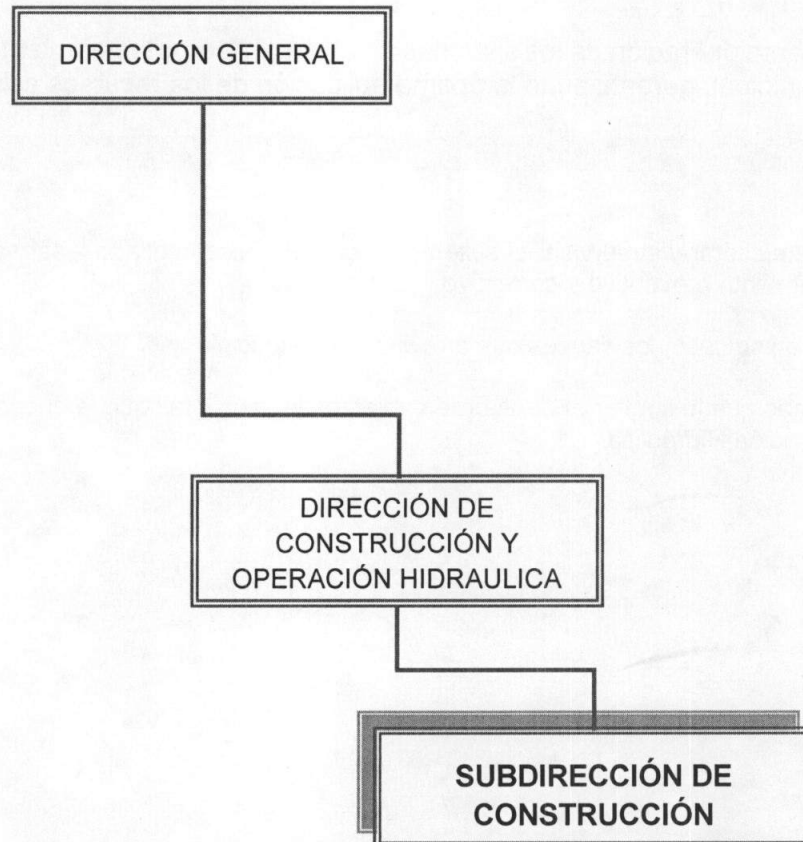 DIRECCIÓN GENERAL
DIRECCIÓN DE
CONSTRUCCIÓN Y
OPERACIÓN HIDRAULICA
SUBDIRECCIÓN DE
CONSTRUCCIÓN